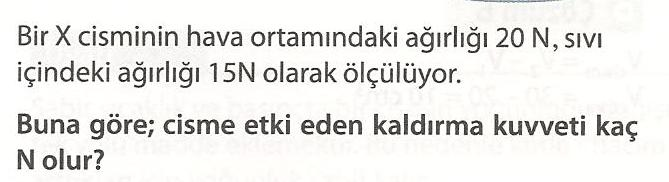 Bir X cisminin hava ortamındaki ağırlığı 20 N, sıvı
içindeki ağırlığı 15N olarak ölçülüyor.
Buna göre; cisme etki eden kaldırma kuvveti kaç
N olur?